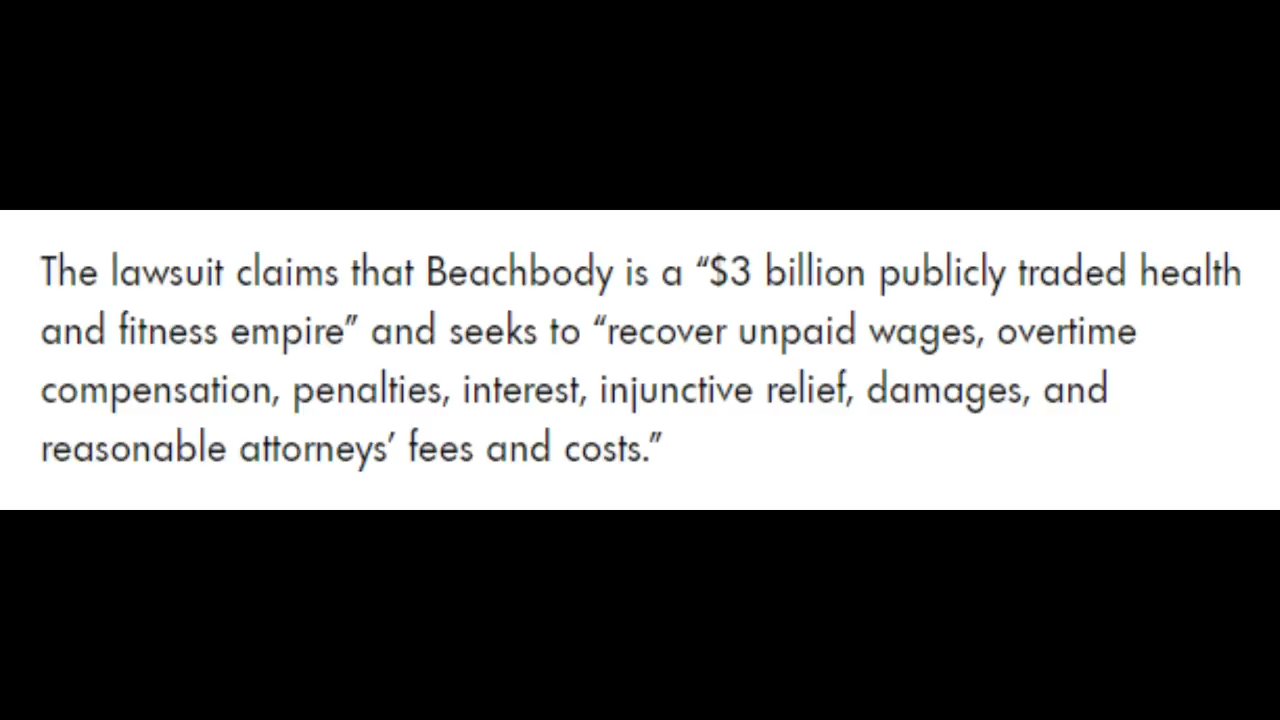 The lawsuit claims that Beachbody is a “$3 billion publicly traded health
and fitness empire” and seeks to “recover unpaid wages, overtime
compensation, penalties, interest, injunctive relief, damages, and
reasonable attorneys’ fees and costs.”